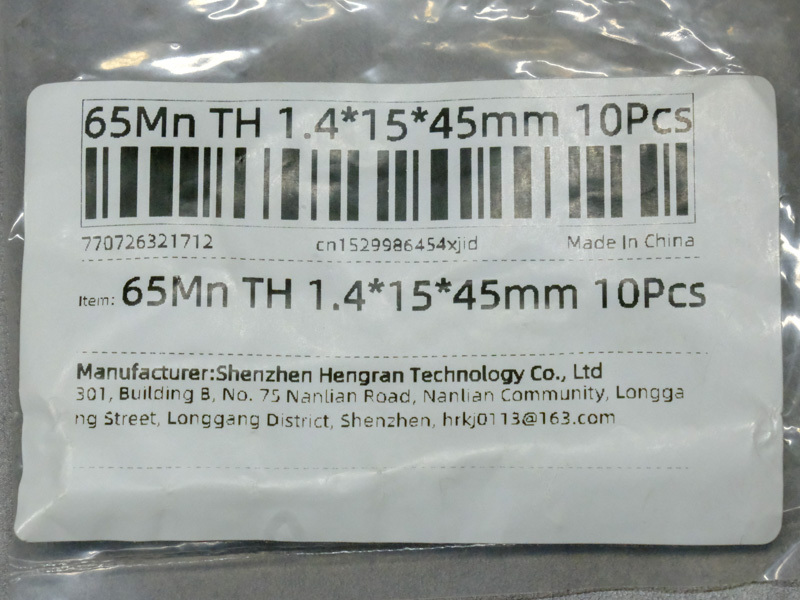 65Mn TH 1.4*15*45mm 10Pcs
770726321712 cn1529986454xjid Made In China
Item: 65Mn TH 1.4*15*45mm 10Pcs
Manufacturer:Shenzhen Hengran Technology Co., Ltd
301, Building B, No. 75 Nanlian Road, Nanlian Community, Longga
ng Street, Longgang District, Shenzhen, hrkj0113@163.com